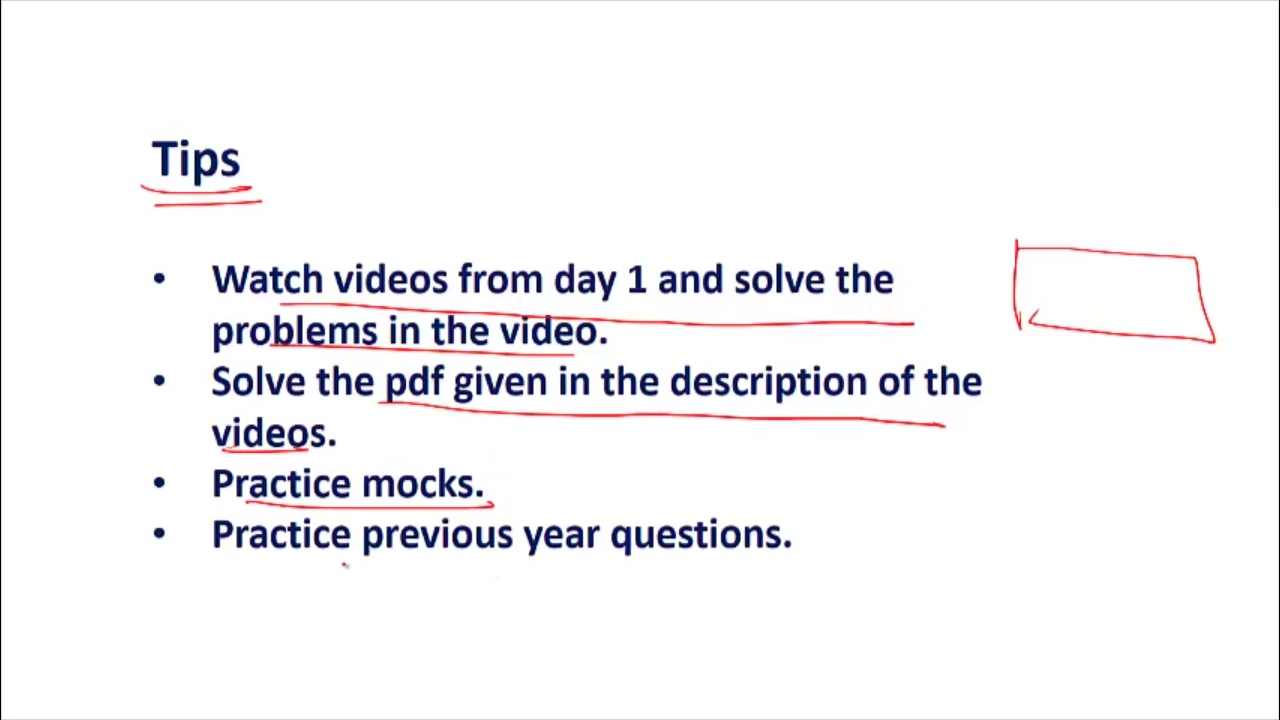 Tips
• Watch videos from day 1 and solve the
problems in the video.
• Solve the pdf given in the description of the
videos.
• Practice mocks.
• Practice previous year questions.